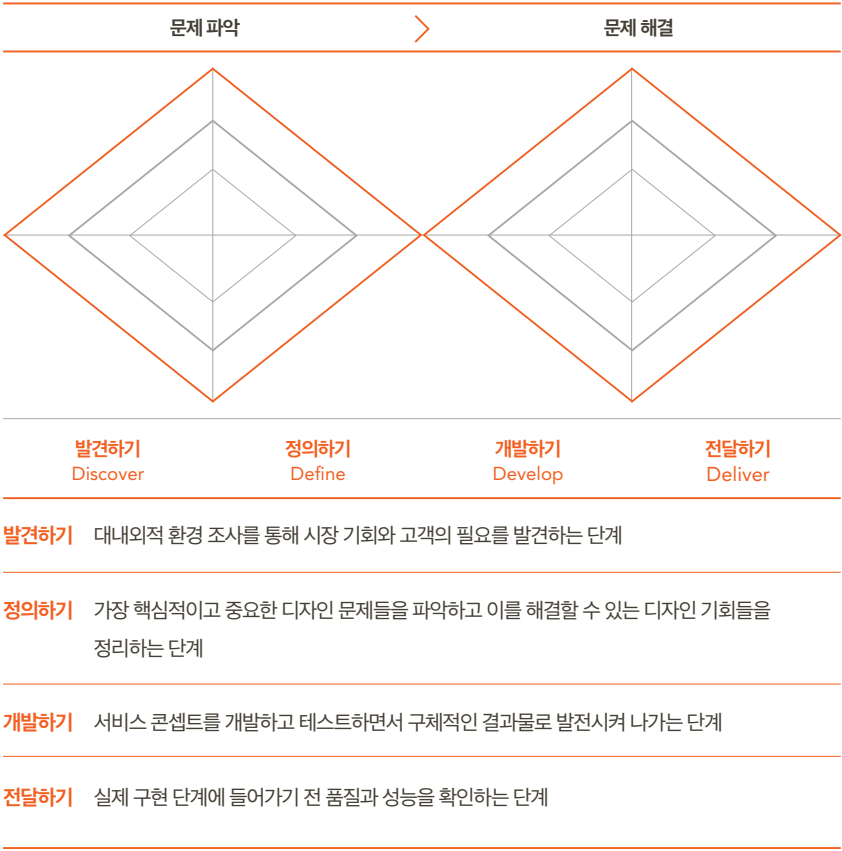 문제 파악
문제 해결
발견하기
Discover
정의하기
Define
개발하기
Develop
전달하기
Deliver
발견하기 대내외적 환경 조사를 통해 시장 기회와 고객의 필요를 발견하는 단계
정의하기 가장 핵심적이고 중요한 디자인 문제들을 파악하고 이를 해결할 수 있는 디자인 기회들을
정리하는 단계
개발하기 서비스 콘셉트를 개발하고 테스트하면서 구체적인 결과물로 발전시켜 나가는 단계
전달하기 실제 구현 단계에 들어가기 전 품질과 성능을 확인하는 단계